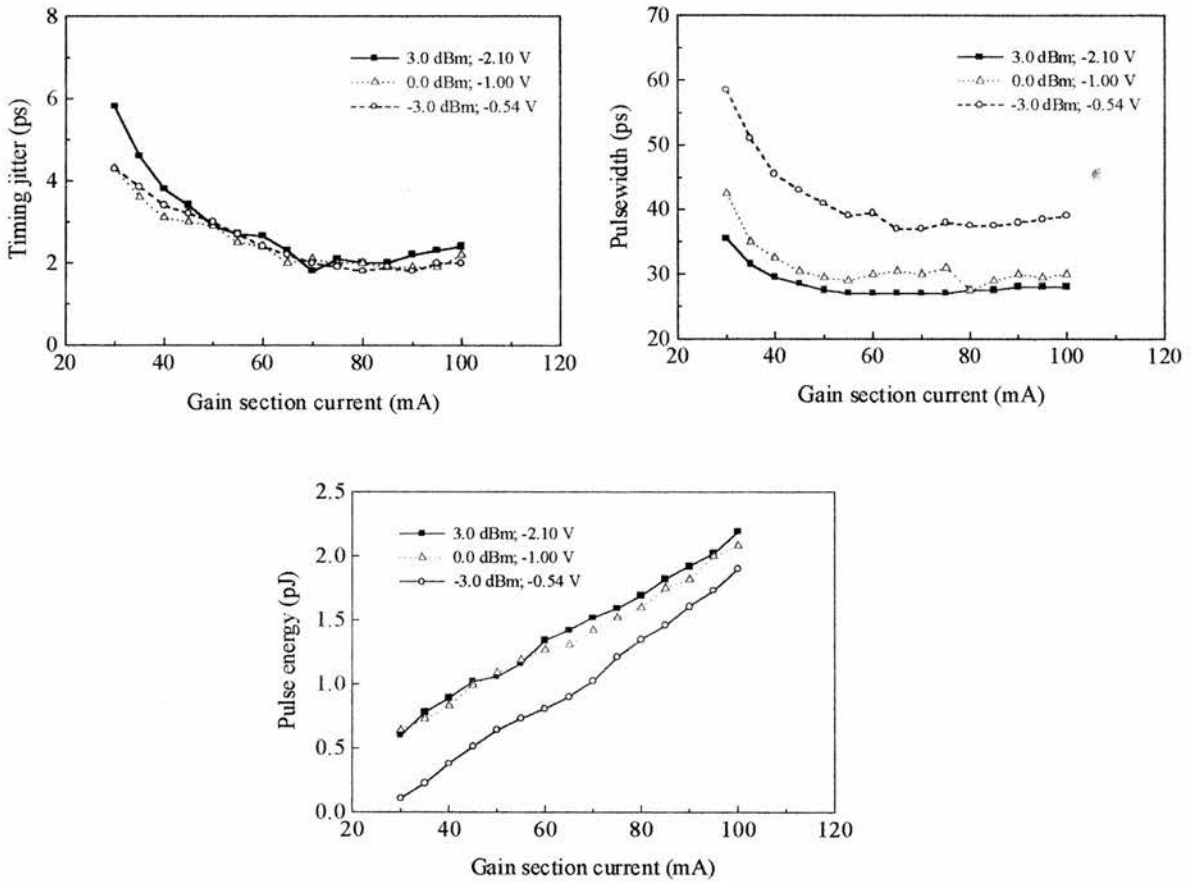 8
6
4
2
0
Timing jitter (ps)
3.0 dBm; -2.10 V
0.0 dBm; -1.00 V
-3.0 dBm; -0.54 V
20 40 60 80 100 120
Gain section current (mA)
70
60
50
40
30
20
Pulsewidth (ps)
3.0 dBm; -2.10 V
0.0 dBm; -1.00 V
-3.0 dBm; -0.54 V
20 40 60 80 100 120
Gain section current (mA)
2.5
2.0
1.5
1.0
0.5
0.0
Pulse energy (pJ)
3.0 dBm; -2.10 V
0.0 dBm; -1.00 V
-3.0 dBm; -0.54 V
20 40 60 80 100 120
Gain section current (mA)